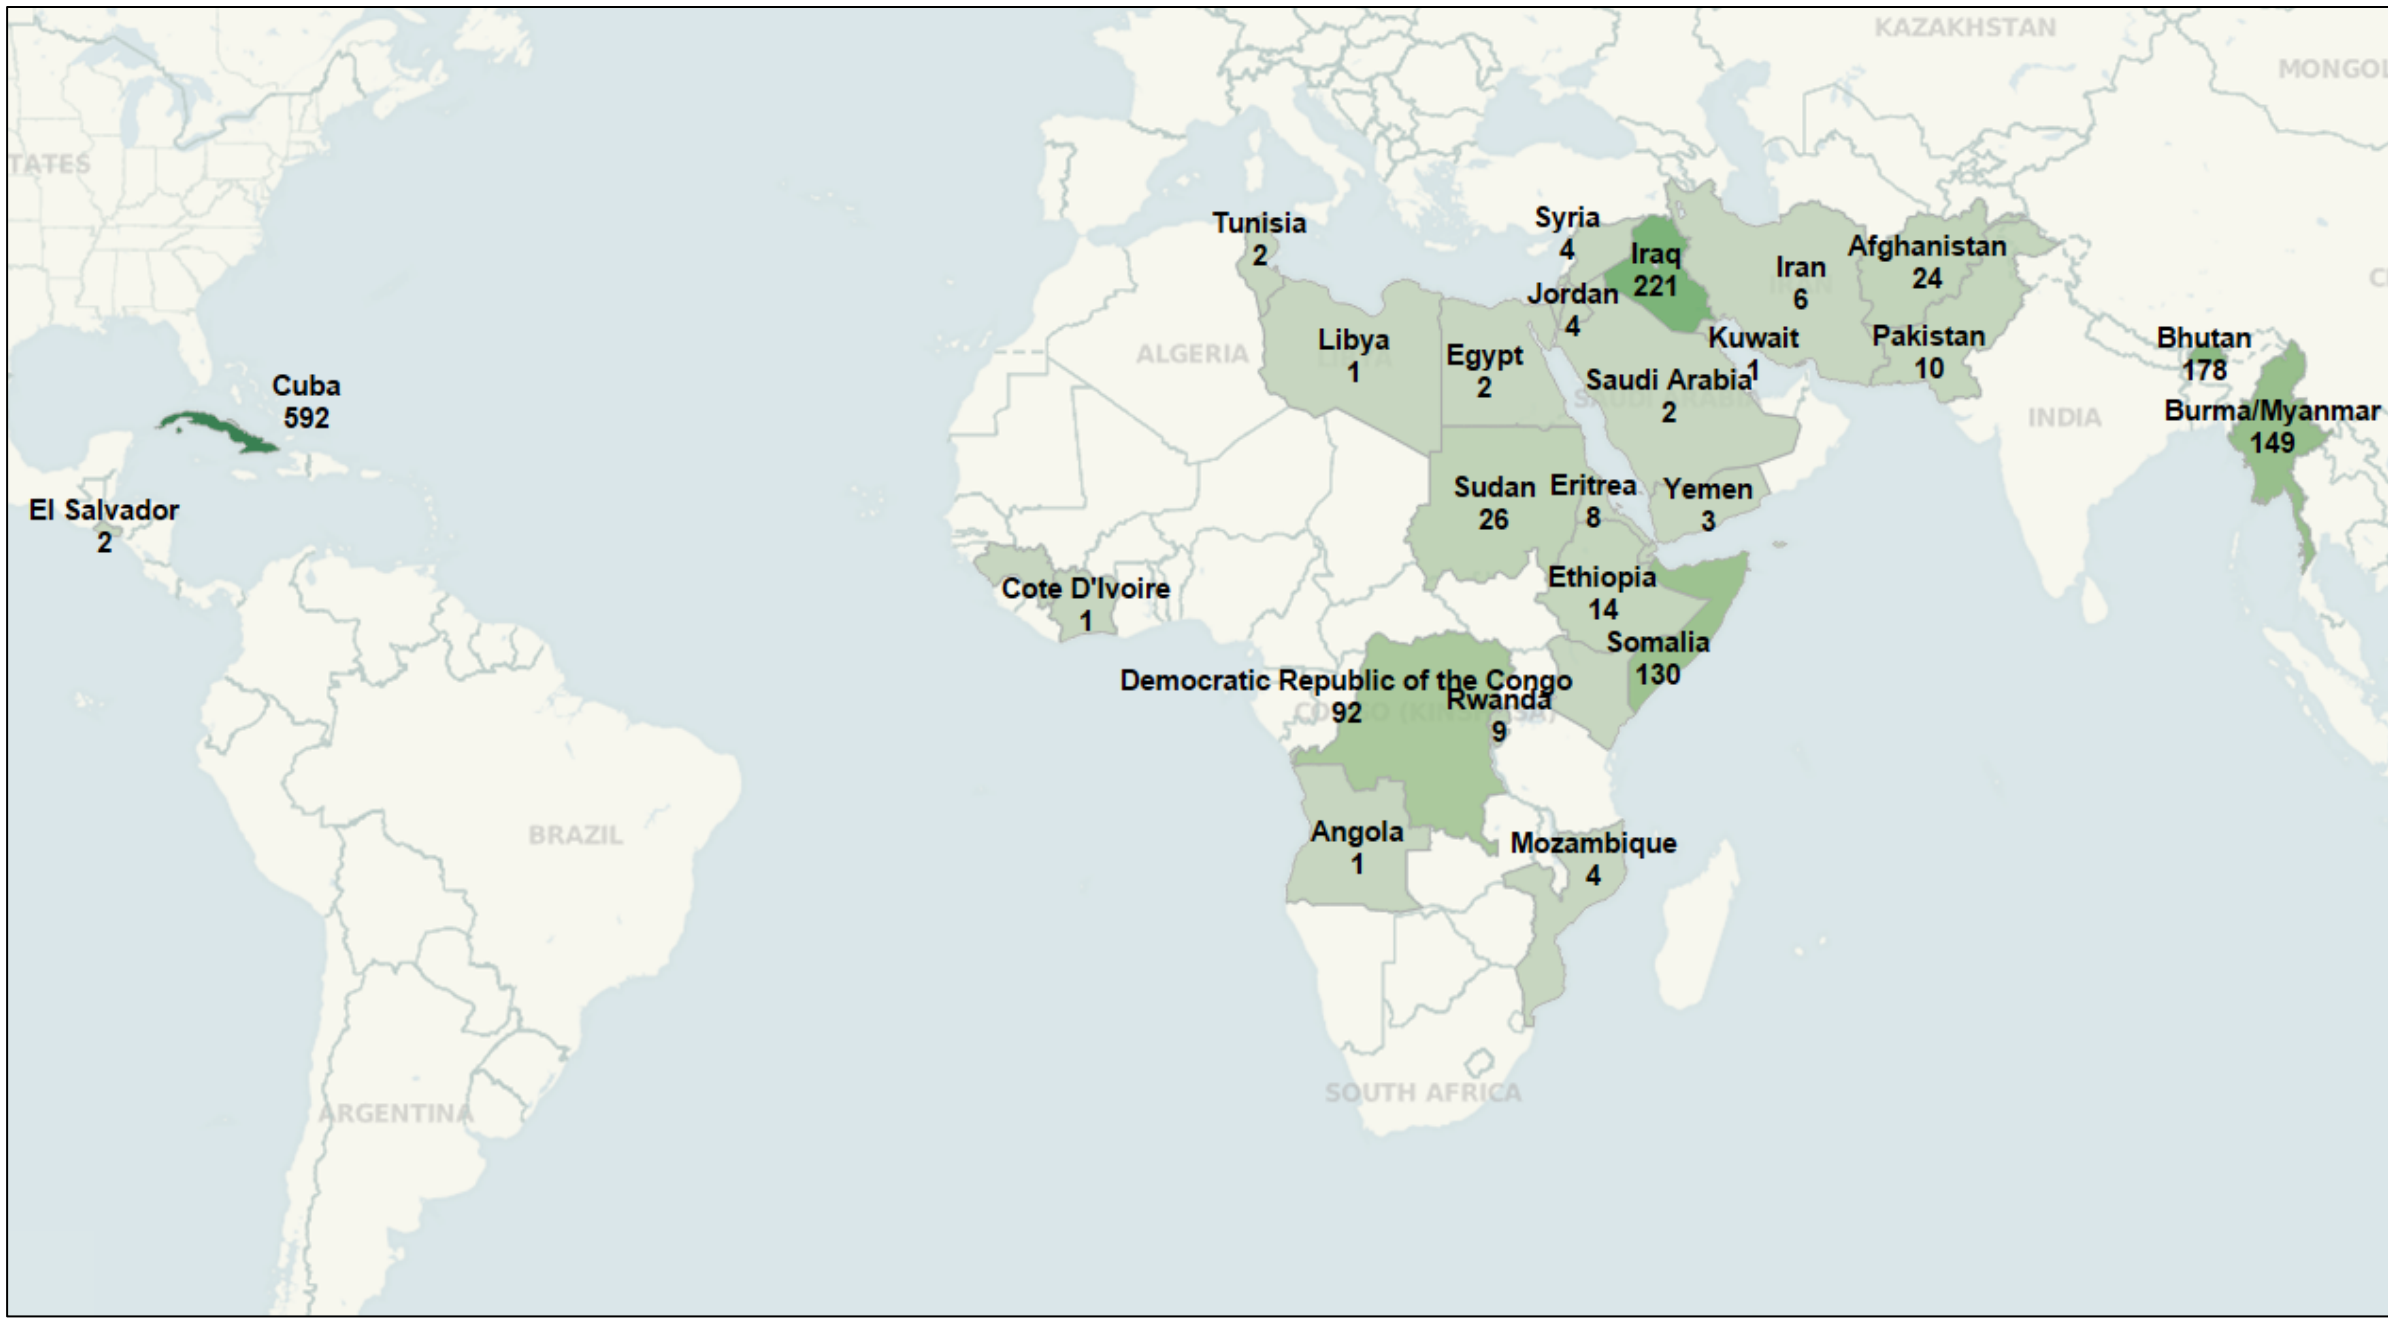 KAZAKHSTAN
MONGOL
TATES
Tunisia
2
Syria
4
Iraq
221
Iran
6
Afghanistan
24
Jordan
4
Libya
1
Egypt
2
Kuwait
1
Saudi Arabia
2
SAUDI ARABIA
Pakistan
10
Bhutan
178
Burma/Myanmar
149
ALGERIA
INDIA
Cuba
592
El Salvador
2
Sudan
26
Eritrea
8
Yemen
3
Cote D'Ivoire
1
Ethiopia
14
Somalia
130
Democratic Republic of the Congo
92
Rwanda
9
Angola
1
Mozambique
4
BRAZIL
SOUTH AFRICA
ARGENTINA